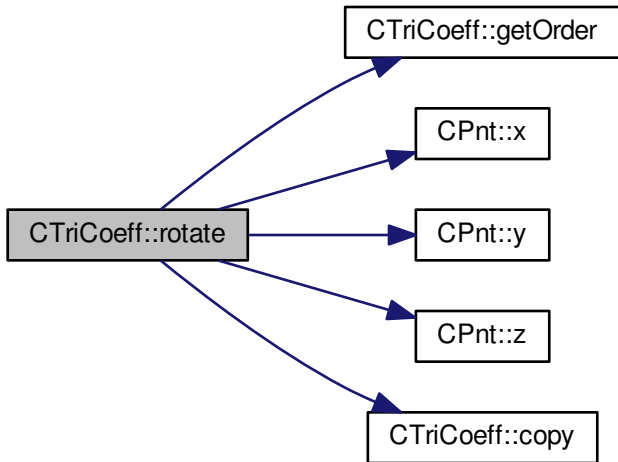 CTriCoeff::getOrder
CPnt::x
CTriCoeff::rotate
CPnt::y
CPnt::z
CTriCoeff::copy